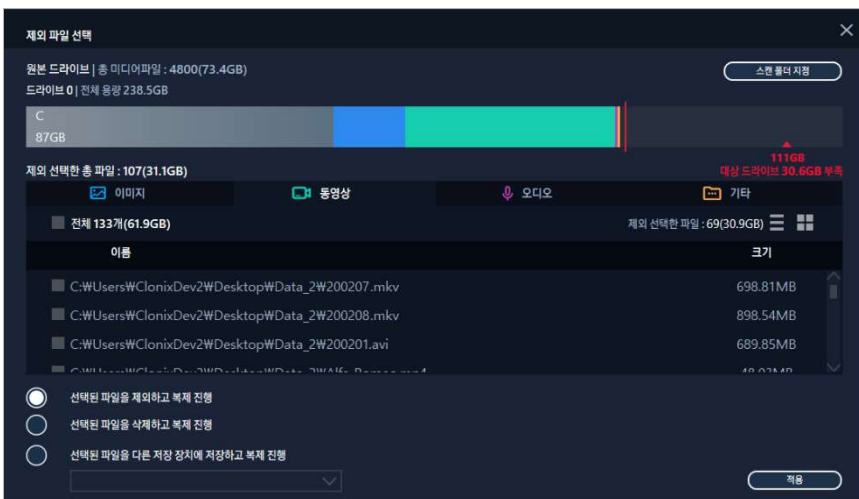 제외 파일 선택
원본 드라이브 | 총 미디어파일 : 4800(73.4GB)
스캔 폴더 지정
드라이브 0 | 전체 용량 238.5GB
C
87GB
111GB
제외 선택한 총 파일 : 107(31.1GB)
대상 드라이브 30.6GB 부족
이미지 동영상 오디오 기타
전체 133개(61.9GB) 제외 선택한 파일 : 69(30.9GB)
이름 크기
C:₩Users₩ClonixDev2₩Desktop₩Data_2₩200207.mkv 698.81MB
C:₩Users₩ClonixDev2₩Desktop₩Data_2₩200208.mkv 898.54MB
C:₩Users₩ClonixDev2₩Desktop₩Data_2₩200201.avi 689.85MB
선택된 파일을 제외하고 복제 진행
선택된 파일을 삭제하고 복제 진행
선택된 파일을 다른 저장 장치에 저장하고 복제 진행
적용